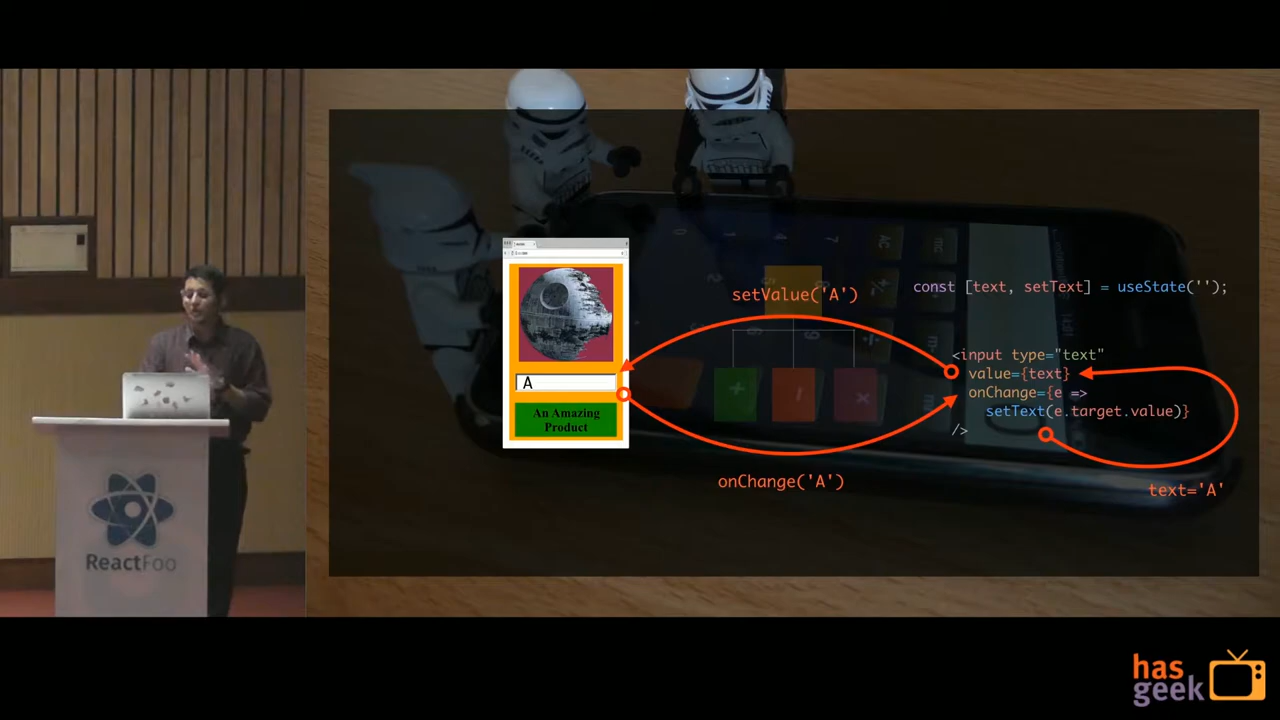 setValue('A')
const [text, setText] = useState('');
A
An Amazing
Product
<input type="text"
value={text}
onChange={e =>
setText(e.target.value)}
/>
onChange('A')
text='A'
ReactFoo
has
geek